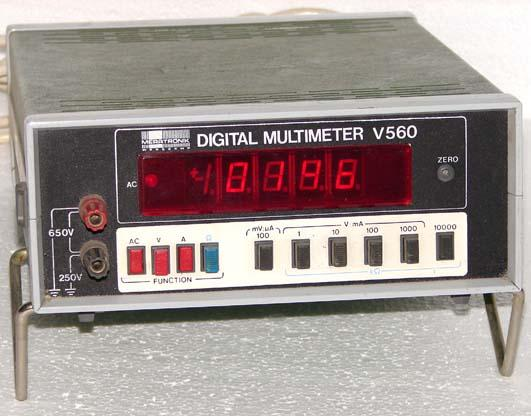 MERATRONIK
DIGITAL MULTIMETER V560
AC
ZERO
650V
250V
AC V A Ω
FUNCTION
mV;μA V mA
100 1 10 100 1000 10000
kΩ